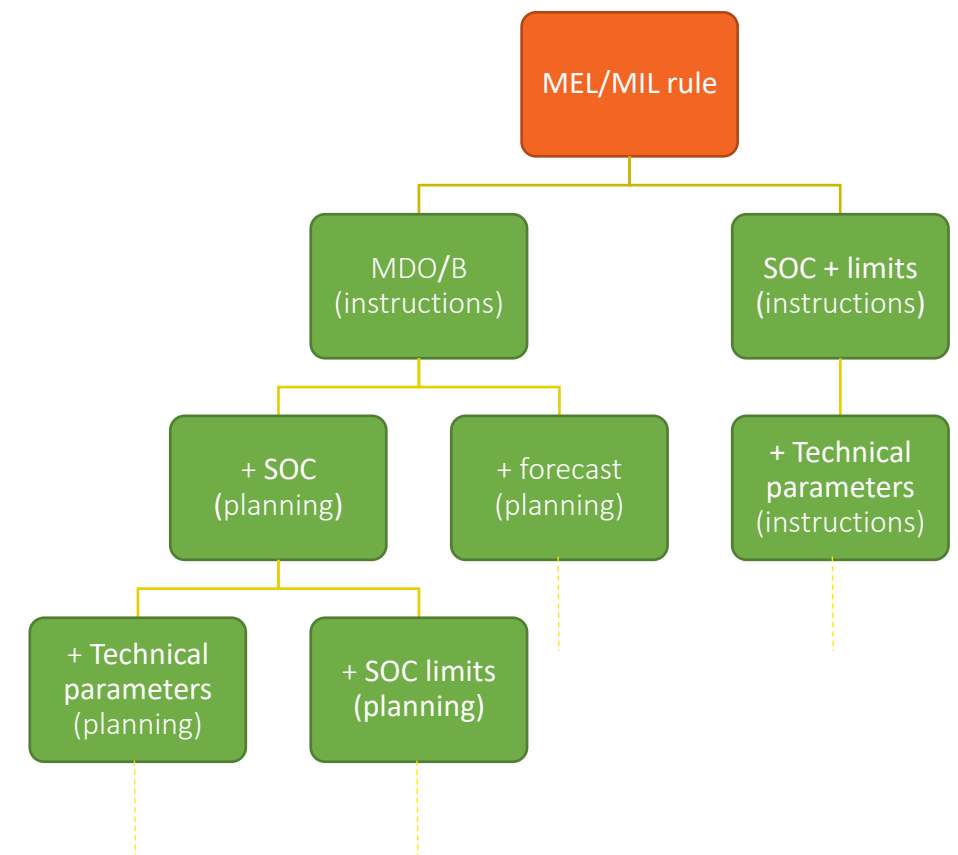 MEL/MIL rule
MDO/B
(instructions)
SOC + limits
(instructions)
+ SOC
(planning)
+ forecast
(planning)
+ Technical
parameters
(instructions)
+ Technical
parameters
(planning)
+ SOC limits
(planning)